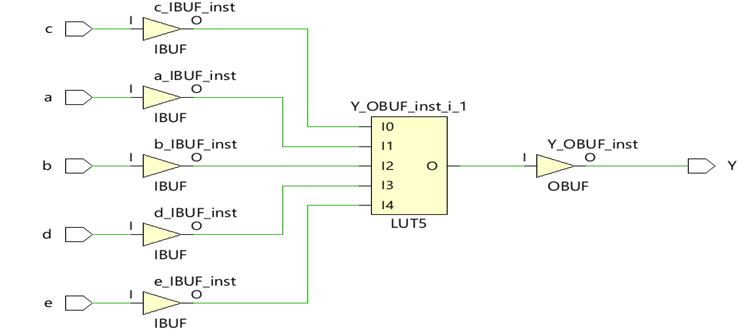 c_IBUF_inst
c I O
IBUF
a_IBUF_inst
a I O
IBUF
Y_OBUF_inst_i_1
I0
I1
b_IBUF_inst
b I O
IBUF
I2 O
I3
I4
LUT5
Y_OBUF_inst
I O Y
OBUF
d_IBUF_inst
d I O
IBUF
e_IBUF_inst
e I O
IBUF